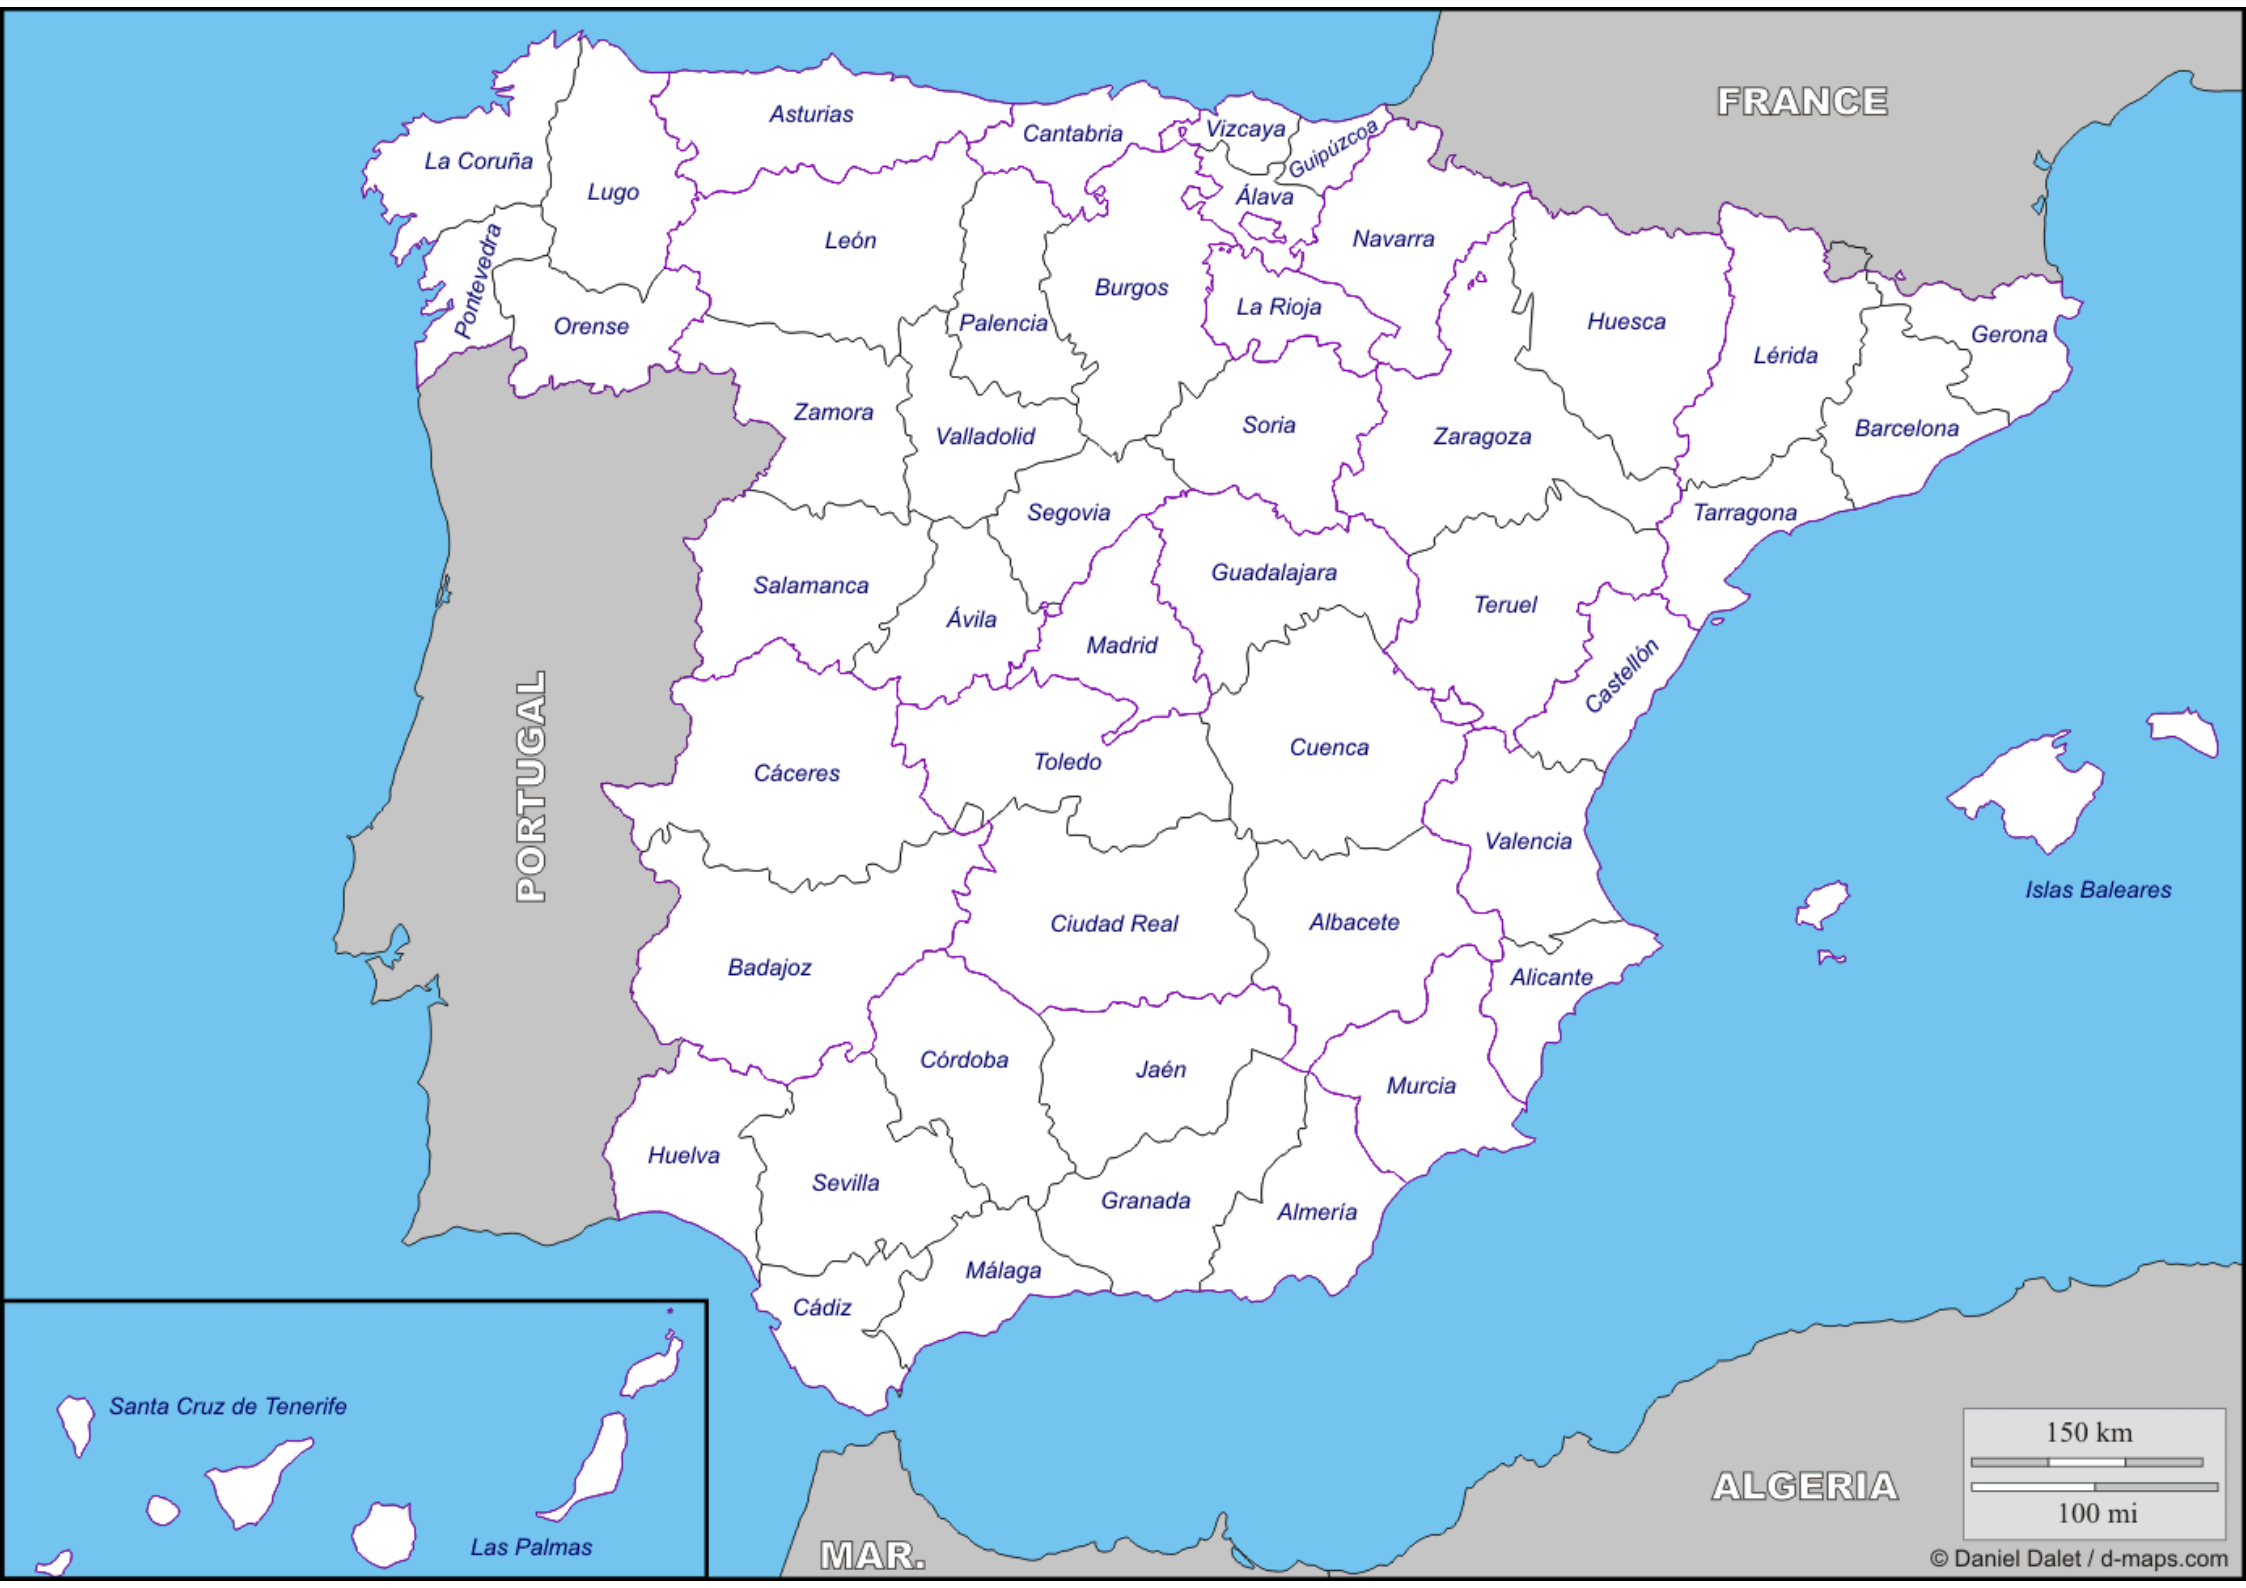 FRANCE
Asturias
Cantabria
Vizcaya
Guipúzcoa
La Coruña
Lugo
Álava
León
Navarra
Pontevedra
Burgos
La Rioja
Palencia
Orense
Huesca
Gerona
Lérida
Zamora
Valladolid
Soria
Zaragoza
Barcelona
Segovia
Tarragona
Salamanca
Guadalajara
Teruel
Ávila
Madrid
Castellón
PORTUGAL
Cuenca
Toledo
Cáceres
Valencia
Islas Baleares
Ciudad Real
Albacete
Badajoz
Alicante
Córdoba
Jaén
Murcia
Huelva
Sevilla
Granada
Almería
Málaga
Cádiz
Santa Cruz de Tenerife
Las Palmas
MAR.
ALGERIA
150 km
100 mi
© Daniel Dalet / d-maps.com